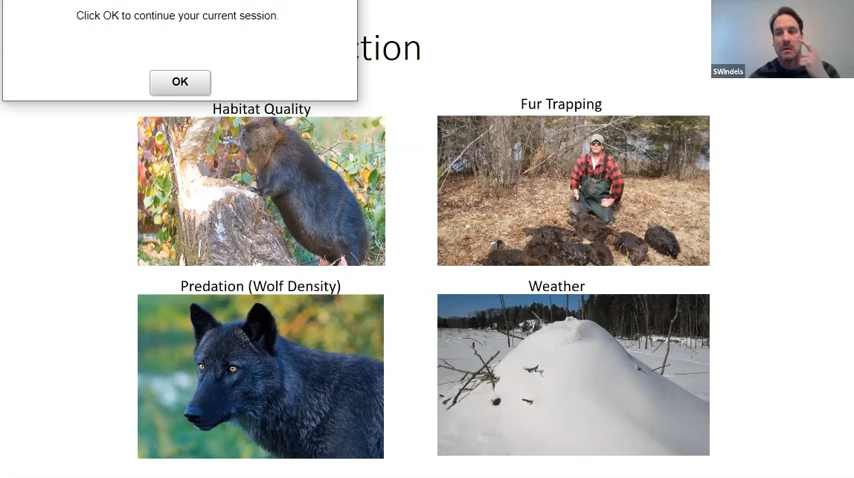 Click OK to continue your current session.
OK
ction
SWindels
Habitat Quality
Fur Trapping
Predation (Wolf Density)
Weather